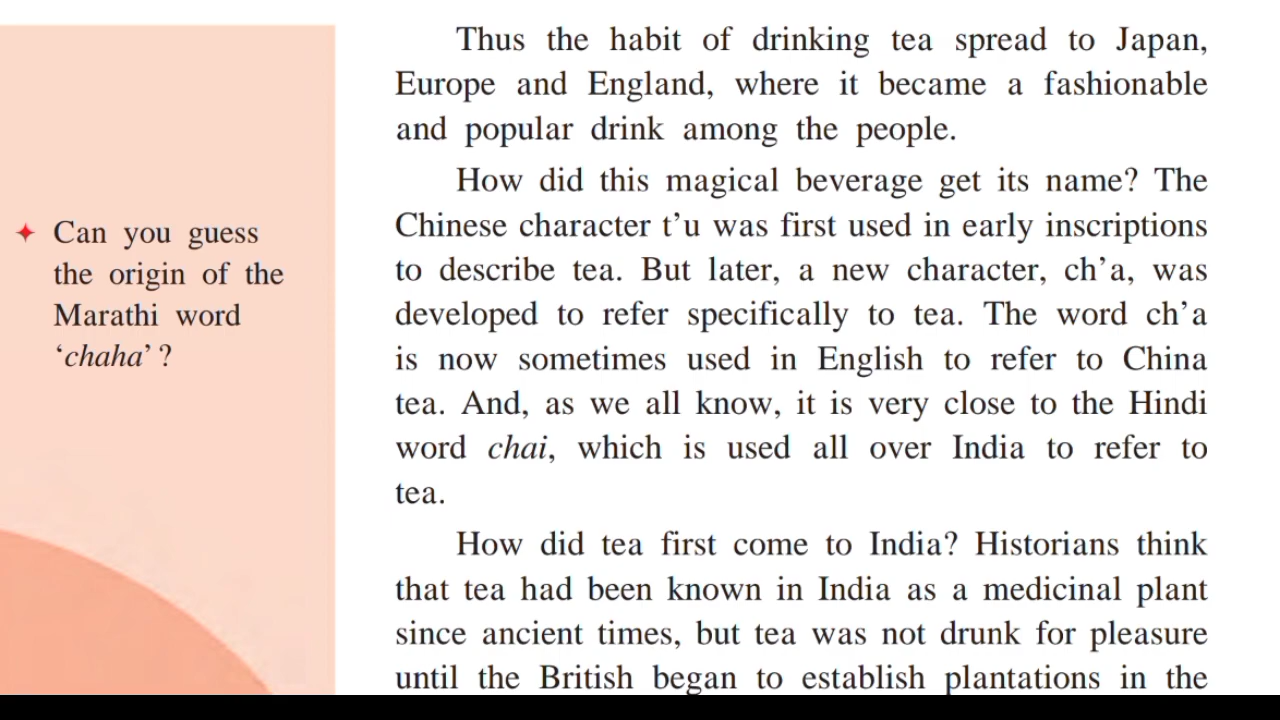 Thus the habit of drinking tea spread to Japan,
Europe and England, where it became a fashionable
and popular drink among the people.
How did this magical beverage get its name? The
Chinese character t’u was first used in early inscriptions
to describe tea. But later, a new character, ch’a, was
developed to refer specifically to tea. The word ch’a
is now sometimes used in English to refer to China
tea. And, as we all know, it is very close to the Hindi
word chai, which is used all over India to refer to
tea.
How did tea first come to India? Historians think
that tea had been known in India as a medicinal plant
since ancient times, but tea was not drunk for pleasure
until the British began to establish plantations in the
✦ Can you guess
the origin of the
Marathi word
‘chaha’ ?